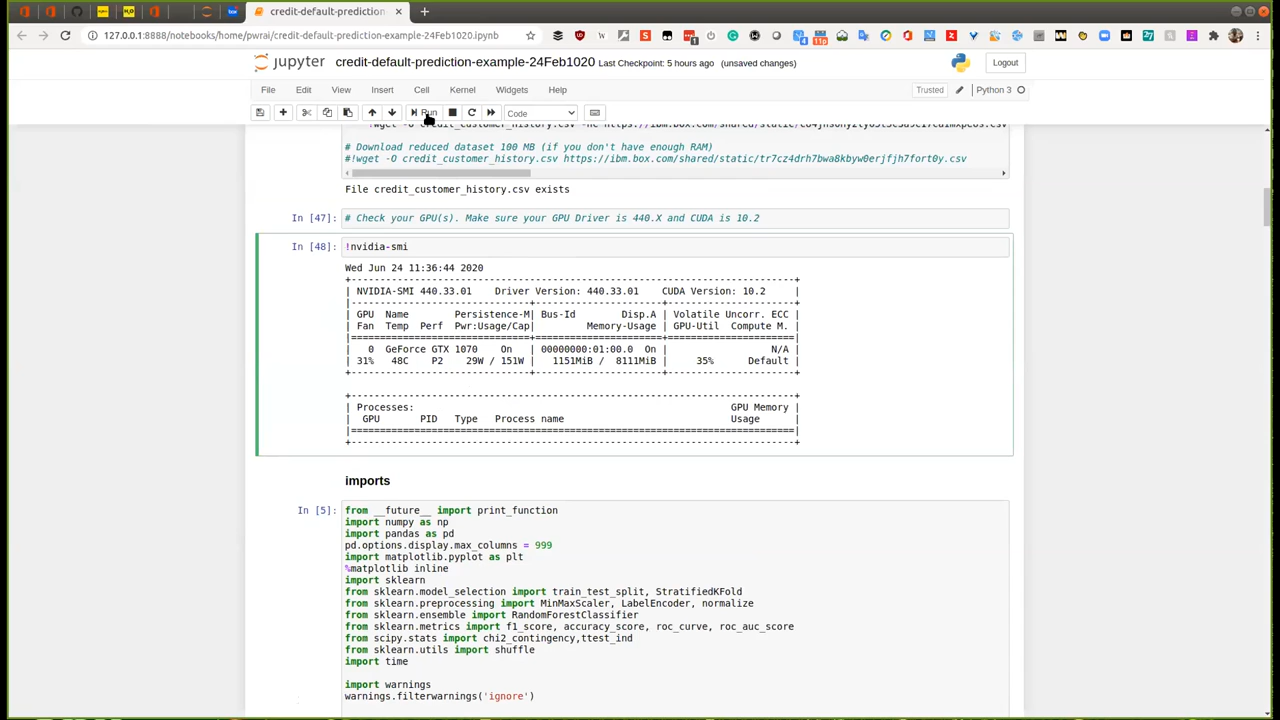 credit-default-prediction
127.0.0.1:8888/notebooks/home/pwrai/credit-default-prediction-example-24Feb1020.ipynb
jupyter credit-default-prediction-example-24Feb1020 Last Checkpoint: 5 hours ago (unsaved changes)
Logout
File Edit View Insert Cell Kernel Widgets Help
Trusted Python 3
Run Code
# Download reduced dataset 100 MB (if you don't have enough RAM)
#!wget -O credit_customer_history.csv https://ibm.box.com/shared/static/tr7cz4drh7bwa8kbyw0erjfjh7fort0y.csv
File credit_customer_history.csv exists
In [47]: # Check your GPU(s). Make sure your GPU Driver is 440.X and CUDA is 10.2
In [48]: !nvidia-smi
Wed Jun 24 11:36:44 2020
| NVIDIA-SMI 440.33.01 Driver Version: 440.33.01 CUDA Version: 10.2 |
| GPU Name Persistence-M| Bus-Id Disp.A | Volatile Uncorr. ECC |
| Fan Temp Perf Pwr:Usage/Cap| Memory-Usage | GPU-Util Compute M. |
| 0 GeForce GTX 1070 On | 00000000:01:00.0 On | N/A |
| 31% 48C P2 29W / 151W | 1151MiB / 8111MiB | 35% Default |
| Processes: GPU Memory |
| GPU PID Type Process name Usage |
imports
In [5]: from __future__ import print_function
import numpy as np
import pandas as pd
pd.options.display.max_columns = 999
import matplotlib.pyplot as plt
%matplotlib inline
import sklearn
from sklearn.model_selection import train_test_split, StratifiedKFold
from sklearn.preprocessing import MinMaxScaler, LabelEncoder, normalize
from sklearn.ensemble import RandomForestClassifier
from sklearn.metrics import f1_score, accuracy_score, roc_curve, roc_auc_score
from scipy.stats import chi2_contingency,ttest_ind
from sklearn.utils import shuffle
import time
import warnings
warnings.filterwarnings('ignore')